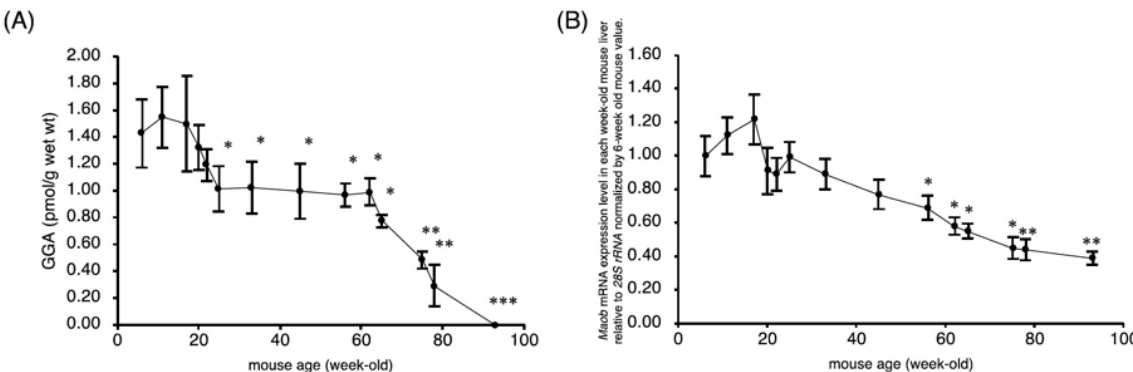 (A)
GGA (pmol/g wet wt)
2.00
1.80
1.60
1.40
1.20
1.00
0.80
0.60
0.40
0.20
0.00
* * * * * * ** ** ***
0 20 40 60 80 100
mouse age (week-old)
(B)
Maob mRNA expression level in each week-old mouse liver
relative to 28S rRNA normalized by 6-week old mouse value.
1.60
1.40
1.20
1.00
0.80
0.60
0.40
0.20
0.00
* * * * ** **
0 20 40 60 80 100
mouse age (week-old)